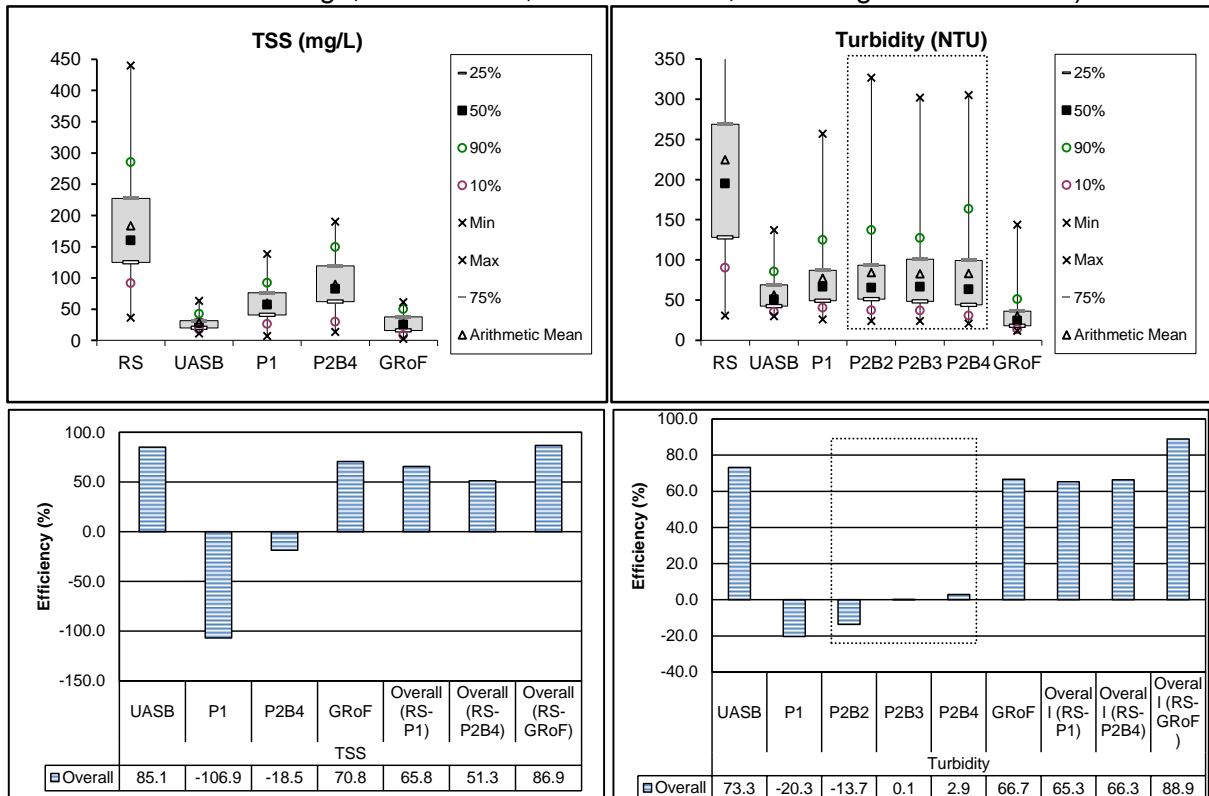 TSS (mg/L)
450
400
350
300
250
200
150
100
50
0
RS UASB P1 P2B4 GRoF
25%
50%
90%
10%
Min
Max
75%
Arithmetic Mean
Turbidity (NTU)
350
300
250
200
150
100
50
0
RS UASB P1 P2B2 P2B3 P2B4 GRoF
25%
50%
90%
10%
Min
Max
75%
Arithmetic Mean
Efficiency (%)
100.0
50.0
0.0
-50.0
-100.0
-150.0
UASB P1 P2B4 GRoF Overall (RS-P1) Overall (RS-P2B4) Overall (RS-GRoF)
TSS
Overall 85.1 -106.9 -18.5 70.8 65.8 51.3 86.9
Efficiency (%)
100.0
80.0
60.0
40.0
20.0
0.0
-20.0
-40.0
UASB P1 P2B2 P2B3 P2B4 GRoF Overall (RS-P1) Overall (RS-P2B4) Overall (RS-GRoF)
Turbidity
Overall 73.3 -20.3 -13.7 0.1 2.9 66.7 65.3 66.3 88.9